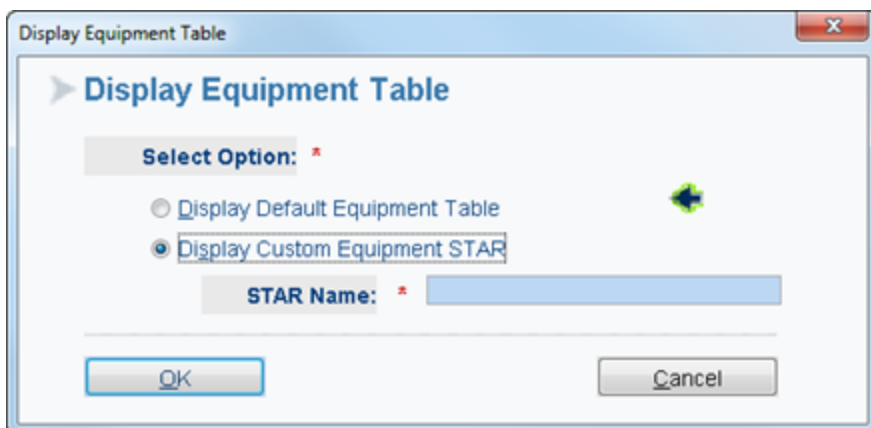 Display Equipment Table
Display Equipment Table
Select Option: *
Display Default Equipment Table
Display Custom Equipment STAR
STAR Name: *
OK Cancel